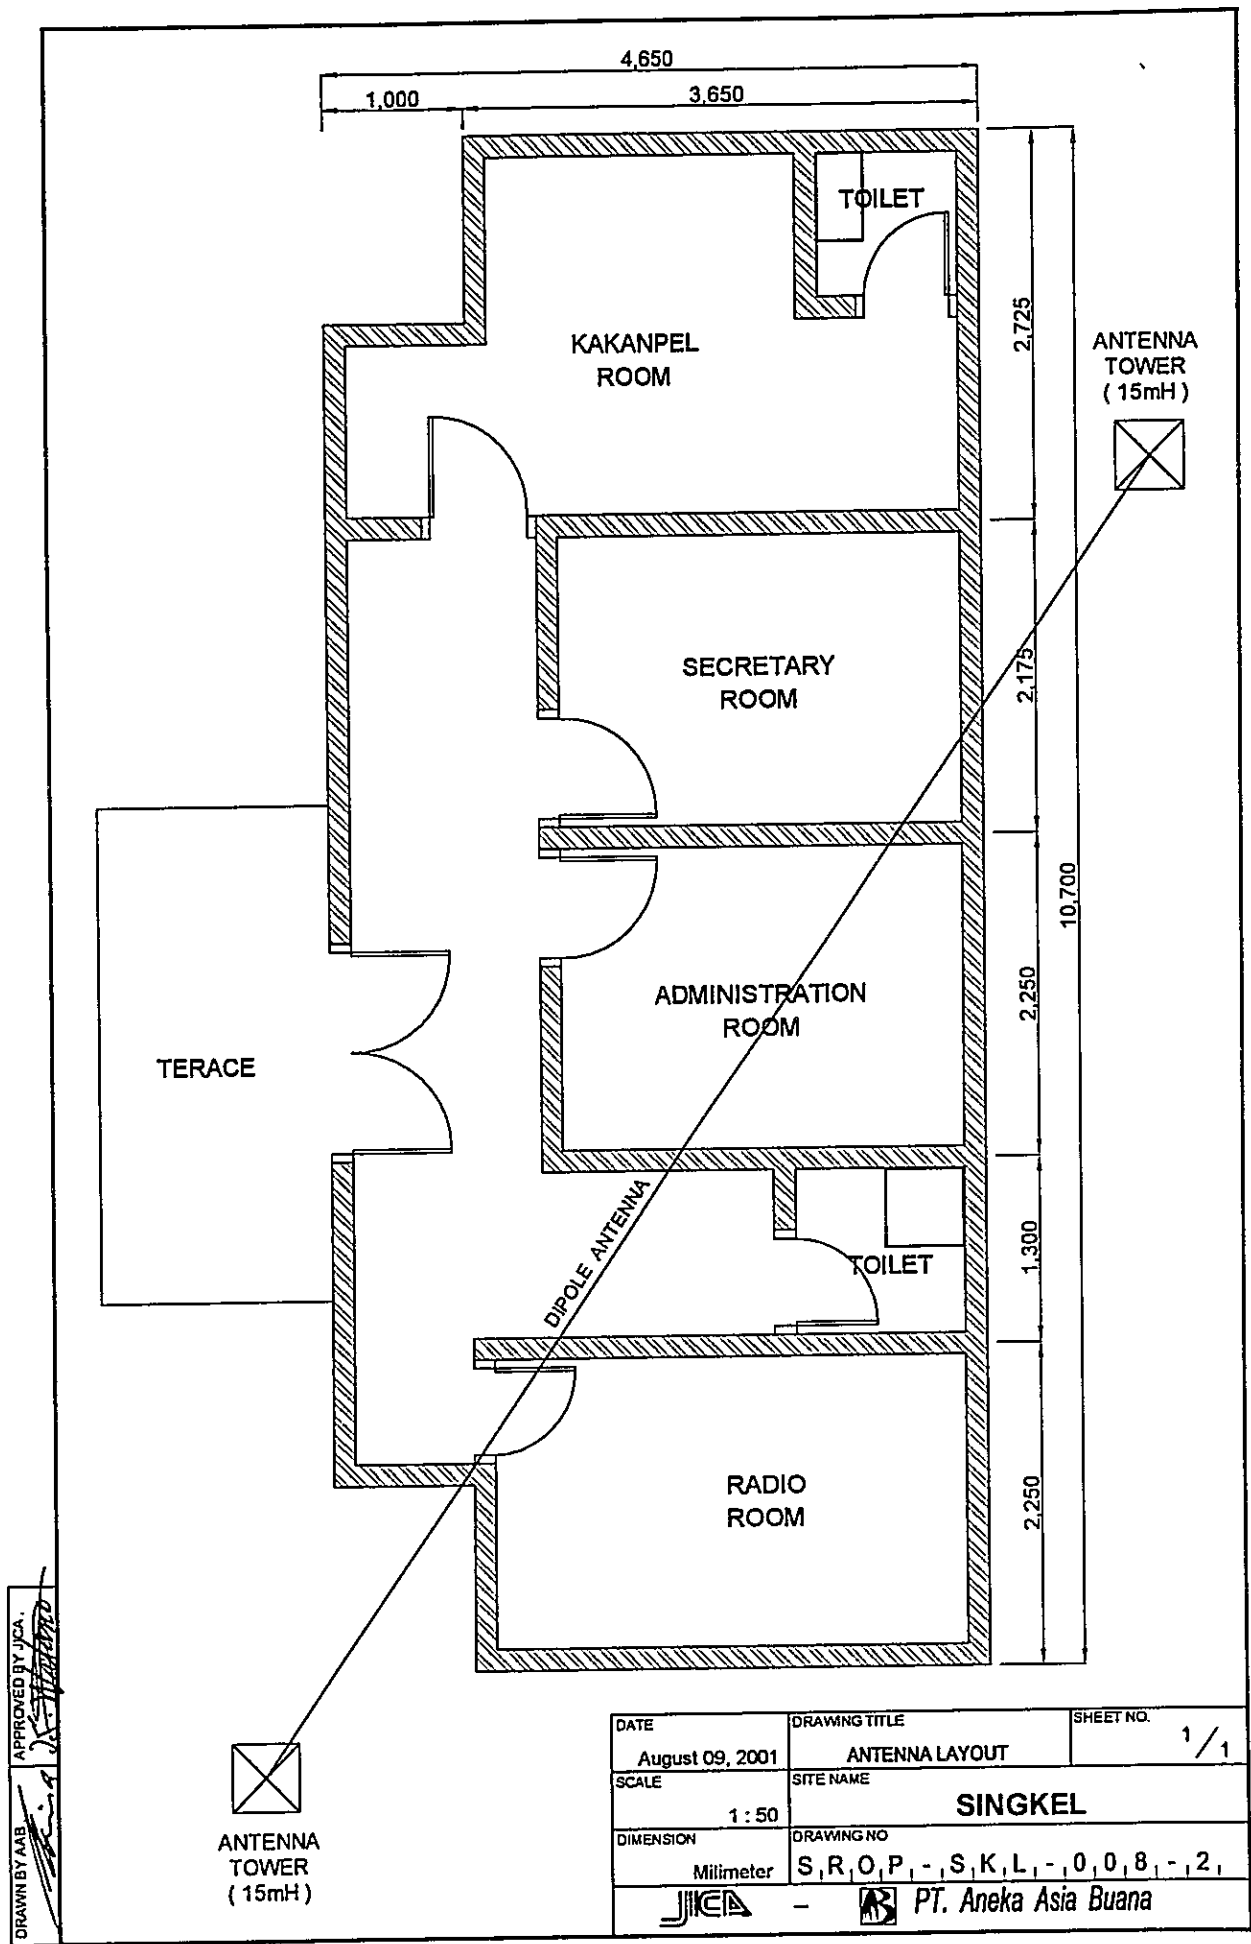 4,650
1,000
3,650
TOILET
KAKANPEL
ROOM
2,725
ANTENNA
TOWER
( 15mH )
SECRETARY
ROOM
2,175
10,700
ADMINISTRATION
ROOM
2,250
TERACE
DIPOLE ANTENNA
TOILET
1,300
RADIO
ROOM
2,250
ANTENNA
TOWER
( 15mH )
APPROVED BY JICA.
DRAWN BY AAB
DATE
August 09, 2001
DRAWING TITLE
ANTENNA LAYOUT
SHEET NO.
1/1
SCALE
1 : 50
SITE NAME
SINGKEL
DIMENSION
Milimeter
DRAWING NO
S,R,O,P,-,S,K,L,-,0,0,8,-,2,
JICA - AB PT. Aneka Asia Buana